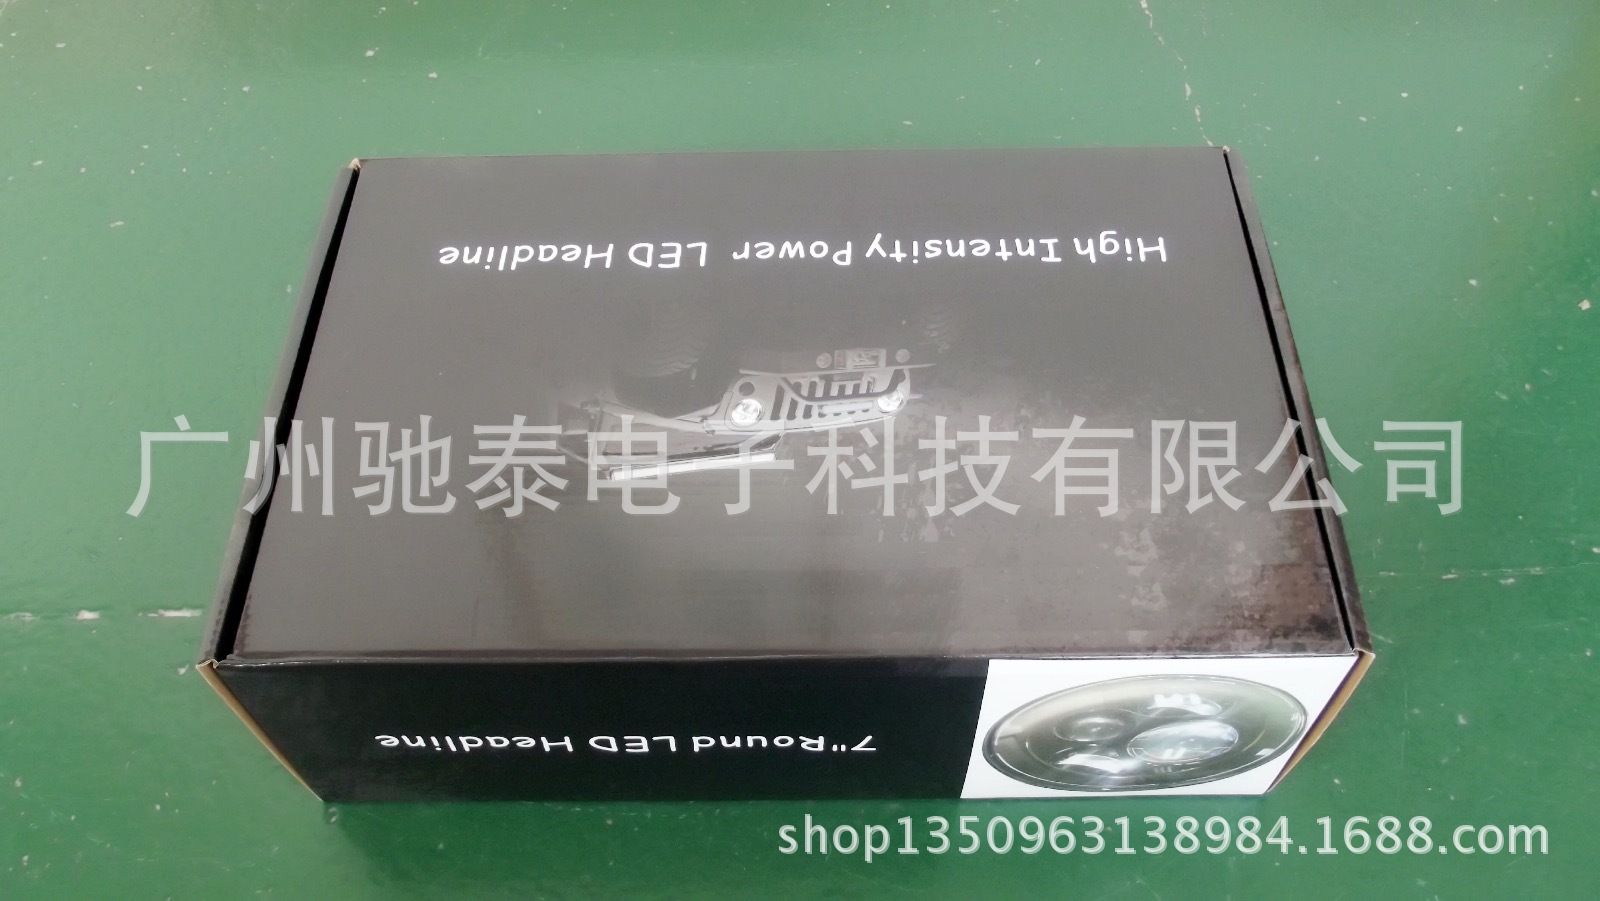 High Intensity Power LED Headline
广州驰泰电子科技有限公司
7"Round LED Headline
shop1350963138984.1688.com